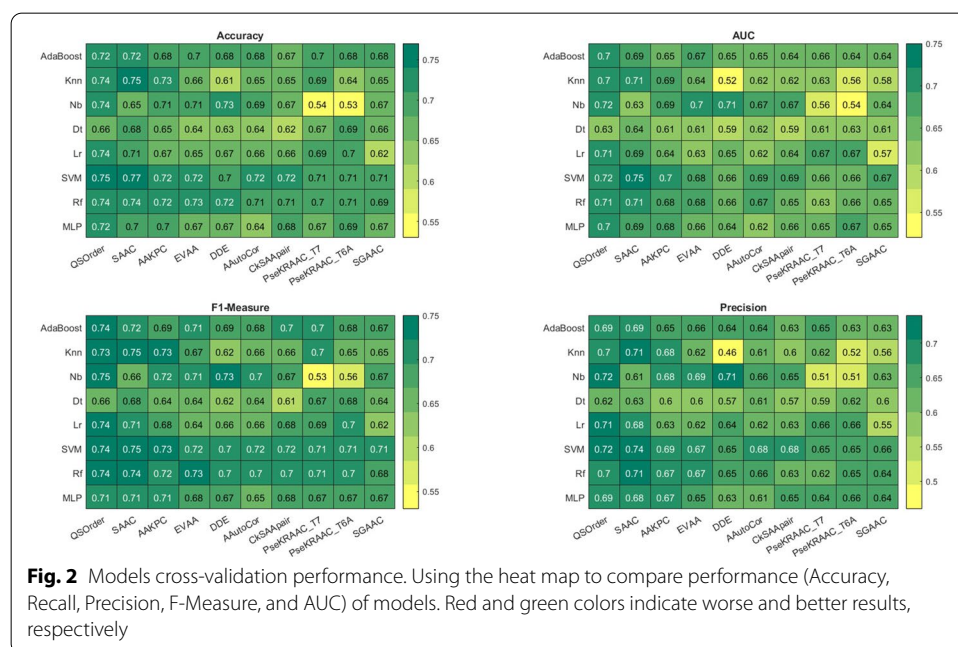 Accuracy
AdaBoost 0.72 0.72 0.68 0.7 0.68 0.68 0.67 0.7 0.68 0.68
Knn 0.74 0.75 0.73 0.66 0.61 0.65 0.65 0.69 0.64 0.65
Nb 0.74 0.65 0.71 0.71 0.73 0.69 0.67 0.54 0.53 0.67
Dt 0.66 0.68 0.65 0.64 0.63 0.64 0.62 0.67 0.69 0.66
Lr 0.74 0.71 0.67 0.65 0.67 0.66 0.66 0.69 0.7 0.62
SVM 0.75 0.77 0.72 0.72 0.7 0.72 0.72 0.71 0.71 0.71
Rf 0.74 0.74 0.72 0.73 0.72 0.71 0.71 0.7 0.71 0.69
MLP 0.72 0.7 0.7 0.67 0.67 0.64 0.68 0.67 0.69 0.67
QSOrder SAAC AAKPC EVAA DDE AAutoCor CkSAApair PseKRAAC_T7 PseKRAAC_T6A SGAAC
0.75
0.7
0.65
0.6
0.55
AUC
AdaBoost 0.7 0.69 0.65 0.67 0.65 0.65 0.64 0.66 0.64 0.64
Knn 0.7 0.71 0.69 0.64 0.52 0.62 0.62 0.63 0.56 0.58
Nb 0.72 0.63 0.69 0.7 0.71 0.67 0.67 0.56 0.54 0.64
Dt 0.63 0.64 0.61 0.61 0.59 0.62 0.59 0.61 0.63 0.61
Lr 0.71 0.69 0.64 0.63 0.65 0.62 0.64 0.67 0.67 0.57
SVM 0.72 0.75 0.7 0.68 0.66 0.69 0.69 0.66 0.66 0.67
Rf 0.71 0.71 0.68 0.68 0.66 0.67 0.65 0.63 0.66 0.65
MLP 0.7 0.69 0.68 0.66 0.64 0.62 0.66 0.65 0.67 0.65
QSOrder SAAC AAKPC EVAA DDE AAutoCor CkSAApair PseKRAAC_T7 PseKRAAC_T6A SGAAC
0.75
0.7
0.65
0.6
0.55
F1-Measure
AdaBoost 0.74 0.72 0.69 0.71 0.69 0.68 0.7 0.7 0.68 0.67
Knn 0.73 0.75 0.73 0.67 0.62 0.66 0.66 0.7 0.65 0.65
Nb 0.75 0.66 0.72 0.71 0.73 0.7 0.67 0.53 0.56 0.67
Dt 0.66 0.68 0.64 0.64 0.62 0.64 0.61 0.67 0.68 0.64
Lr 0.74 0.71 0.68 0.64 0.66 0.66 0.68 0.69 0.7 0.62
SVM 0.74 0.75 0.73 0.72 0.7 0.72 0.72 0.71 0.71 0.71
Rf 0.74 0.74 0.72 0.73 0.7 0.7 0.71 0.71 0.7 0.68
MLP 0.71 0.71 0.71 0.68 0.67 0.65 0.68 0.67 0.67 0.67
QSOrder SAAC AAKPC EVAA DDE AAutoCor CkSAApair PseKRAAC_T7 PseKRAAC_T6A SGAAC
0.75
0.7
0.65
0.6
0.55
Precision
AdaBoost 0.69 0.69 0.65 0.66 0.64 0.64 0.63 0.65 0.63 0.63
Knn 0.7 0.71 0.68 0.62 0.46 0.61 0.6 0.62 0.52 0.56
Nb 0.72 0.61 0.68 0.69 0.71 0.66 0.65 0.51 0.51 0.63
Dt 0.62 0.63 0.6 0.6 0.57 0.61 0.57 0.59 0.62 0.6
Lr 0.71 0.68 0.63 0.62 0.64 0.62 0.62 0.66 0.64 0.55
SVM 0.72 0.74 0.69 0.67 0.65 0.68 0.68 0.65 0.65 0.66
Rf 0.7 0.71 0.67 0.67 0.65 0.66 0.63 0.62 0.65 0.64
MLP 0.69 0.68 0.67 0.65 0.63 0.61 0.65 0.64 0.66 0.64
QSOrder SAAC AAKPC EVAA DDE AAutoCor CkSAApair PseKRAAC_T7 PseKRAAC_T6A SGAAC
0.7
0.65
0.6
0.55
0.5
Fig. 2 Models cross-validation performance. Using the heat map to compare performance (Accuracy,
Recall, Precision, F-Measure, and AUC) of models. Red and green colors indicate worse and better results,
respectively